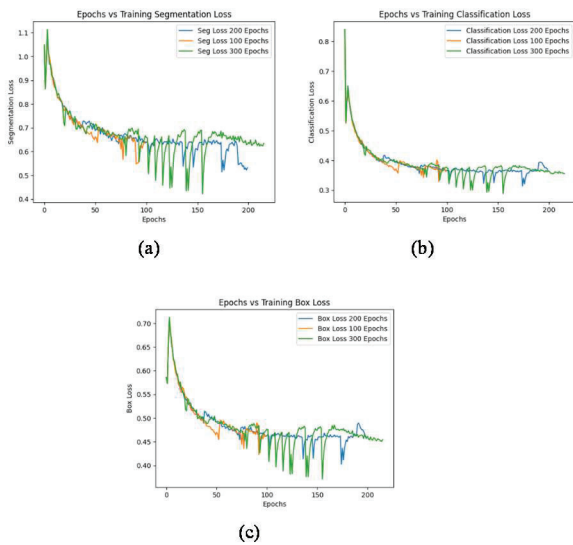 Epochs vs Training Segmentation Loss
Seg Loss 200 Epochs
Seg Loss 100 Epochs
Seg Loss 300 Epochs
Segmentation Loss
1.1
1.0
0.9
0.8
0.7
0.6
0.5
0.4
0
50
100
150
200
Epochs
(a)
Epochs vs Training Classification Loss
Classification Loss 200 Epochs
Classification Loss 100 Epochs
Classification Loss 300 Epochs
Classification Loss
0.8
0.7
0.6
0.5
0.4
0.3
0
50
100
150
200
Epochs
(b)
Epochs vs Training Box Loss
Box Loss 200 Epochs
Box Loss 100 Epochs
Box Loss 300 Epochs
Box Loss
0.70
0.65
0.60
0.55
0.50
0.45
0.40
0
50
100
150
200
Epochs
(c)